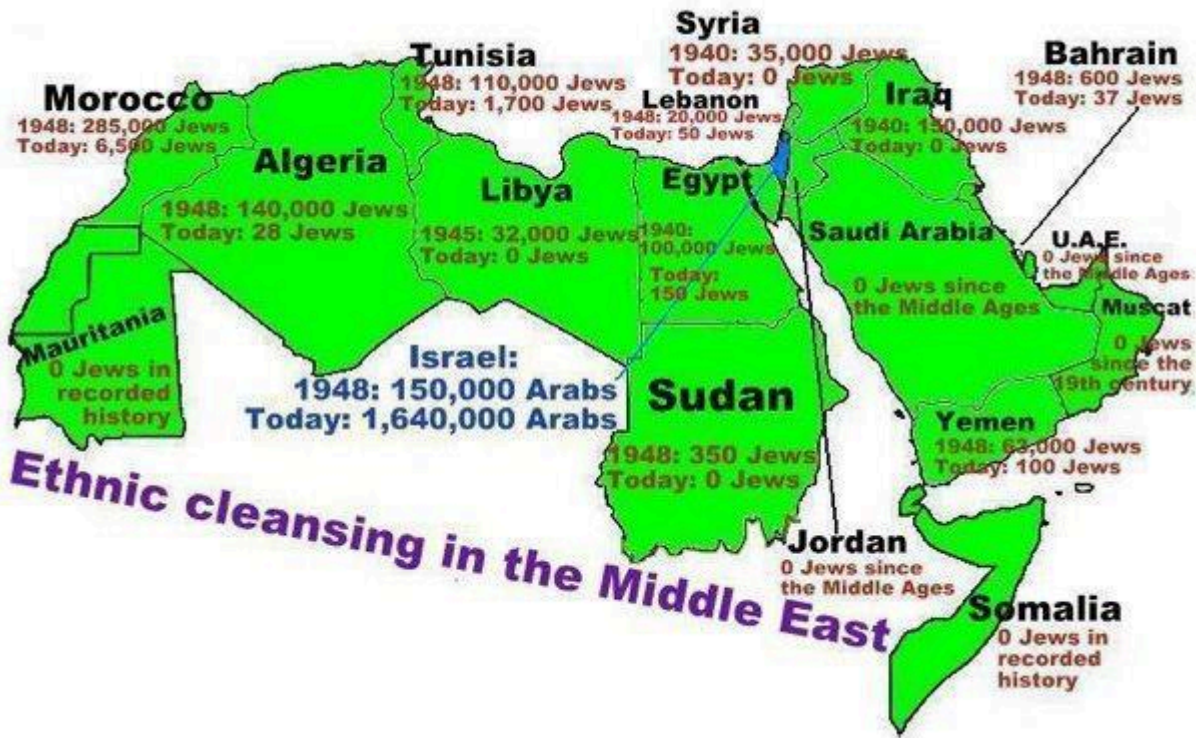 Syria
1940: 35,000 Jews
Today: 0 Jews
Bahrain
1948: 600 Jews
Today: 37 Jews
Tunisia
1948: 110,000 Jews
Today: 1,700 Jews
Lebanon
1948: 20,000 Jews
Today: 50 Jews
Iraq
1940: 150,000 Jews
Today: 0 Jews
Morocco
1948: 285,000 Jews
Today: 6,500 Jews
Algeria
1948: 140,000 Jews
Today: 28 Jews
Libya
1945: 32,000 Jews
Today: 0 Jews
Egypt
1940:
100,000 Jews
Today:
150 Jews
Saudi Arabia
0 Jews since
the Middle Ages
U.A.E.
0 Jews since
the Middle Ages
Muscat
0 Jews
since the
19th century
Mauritania
0 Jews in
recorded
history
Israel:
1948: 150,000 Arabs
Today: 1,640,000 Arabs
Sudan
1948: 350 Jews
Today: 0 Jews
Yemen
1948: 63,000 Jews
Today: 100 Jews
Jordan
0 Jews since
the Middle Ages
Somalia
0 Jews in
recorded
history
Ethnic cleansing in the Middle East